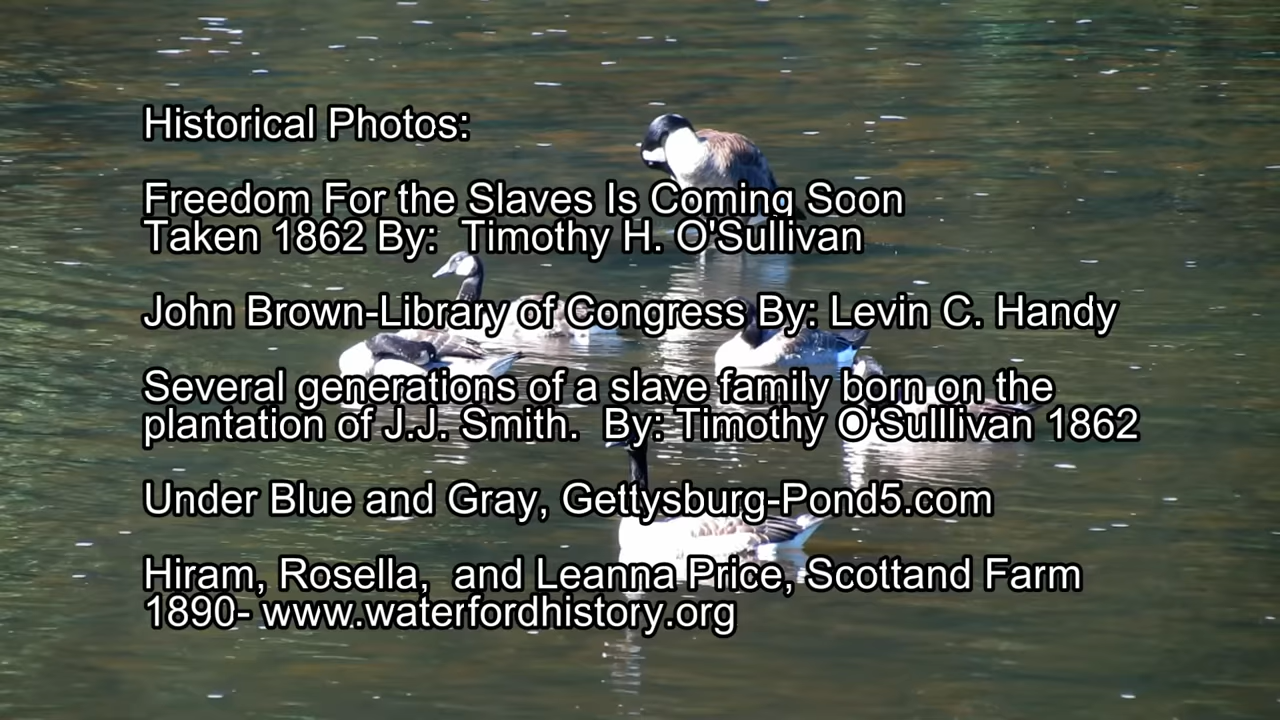 Historical Photos:
Freedom For the Slaves Is Coming Soon
Taken 1862 By:  Timothy H. O'Sullivan
John Brown-Library of Congress By: Levin C. Handy
Several generations of a slave family born on the
plantation of J.J. Smith.  By: Timothy O'Sulllivan 1862
Under Blue and Gray, Gettysburg-Pond5.com
Hiram, Rosella,  and Leanna Price, Scottand Farm
1890- www.waterfordhistory.org